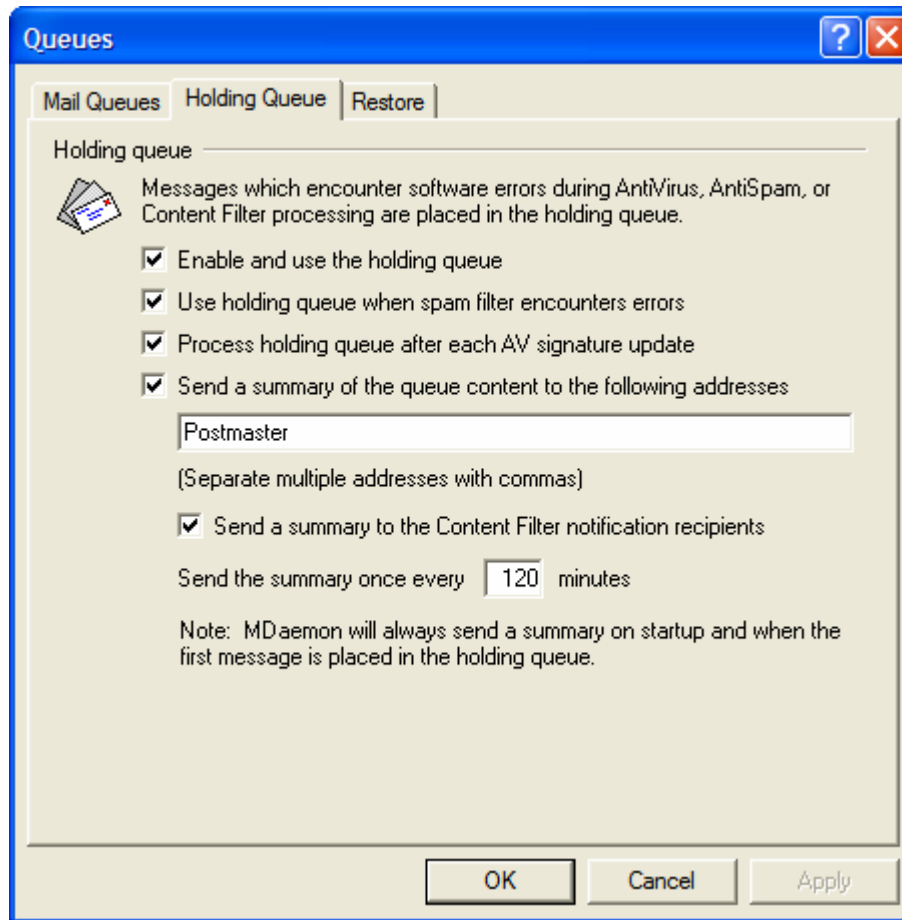 Queues
Mail Queues Holding Queue Restore
Holding queue
Messages which encounter software errors during AntiVirus, AntiSpam, or
Content Filter processing are placed in the holding queue.
Enable and use the holding queue
Use holding queue when spam filter encounters errors
Process holding queue after each AV signature update
Send a summary of the queue content to the following addresses
Postmaster
(Separate multiple addresses with commas)
Send a summary to the Content Filter notification recipients
Send the summary once every 120 minutes
Note: MDaemon will always send a summary on startup and when the
first message is placed in the holding queue.
OK Cancel Apply